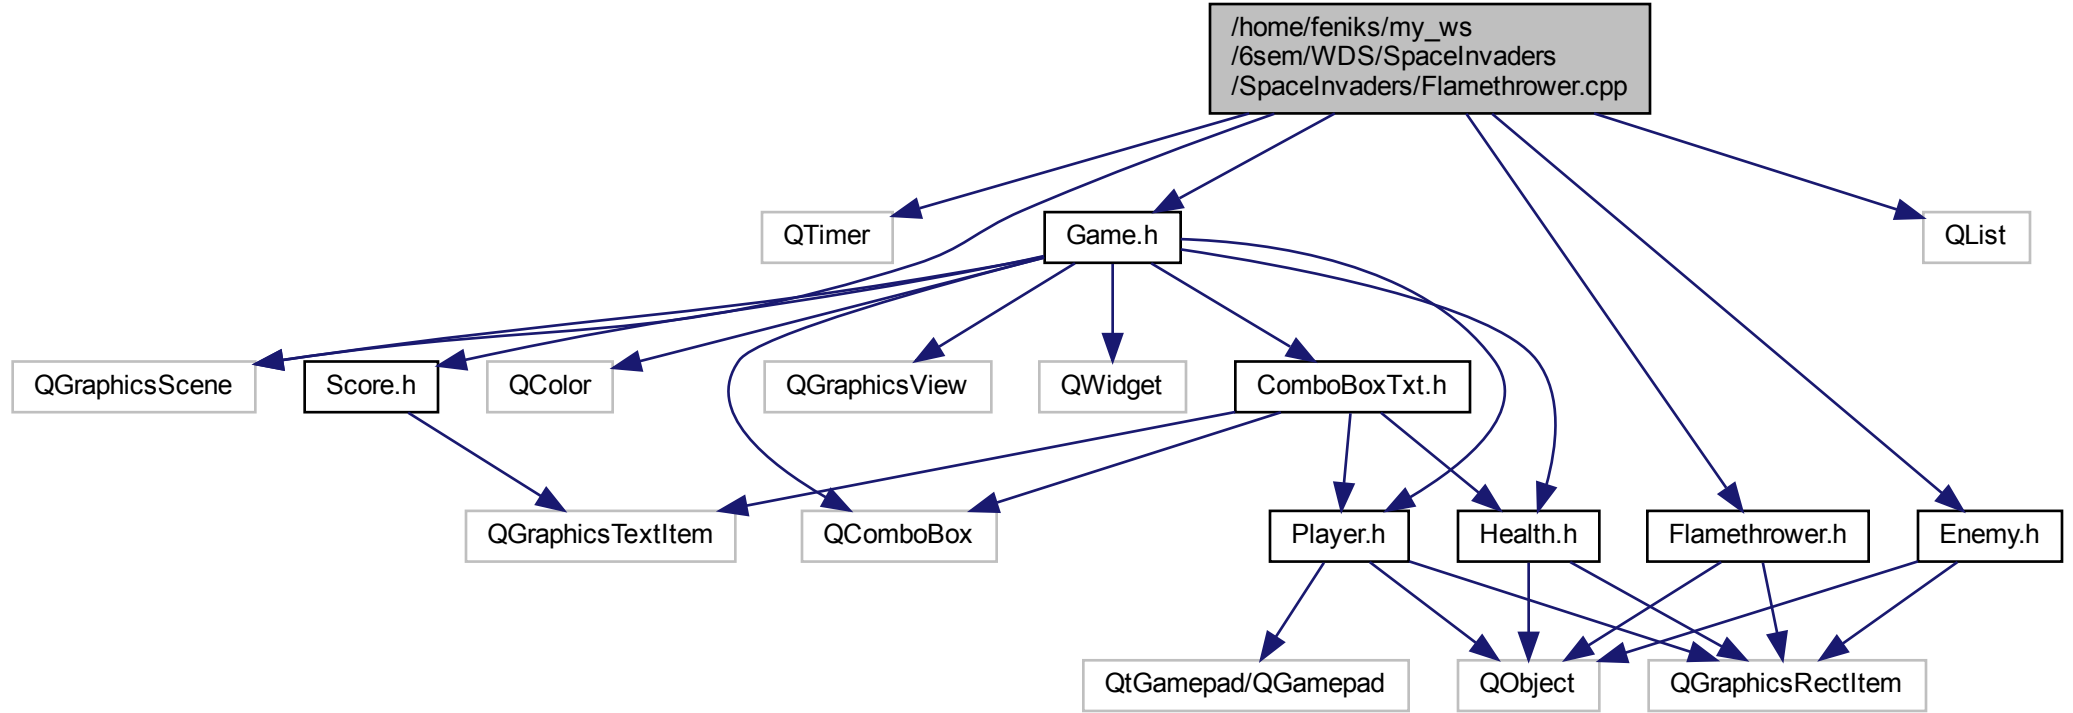 /home/feniks/my_ws
/6sem/WDS/SpaceInvaders
/SpaceInvaders/Flamethrower.cpp
QTimer
Game.h
QList
QGraphicsScene
Score.h
QColor
QGraphicsView
QWidget
ComboBoxTxt.h
QGraphicsTextItem
QComboBox
Player.h
Health.h
Flamethrower.h
Enemy.h
QtGamepad/QGamepad
QObject
QGraphicsRectItem